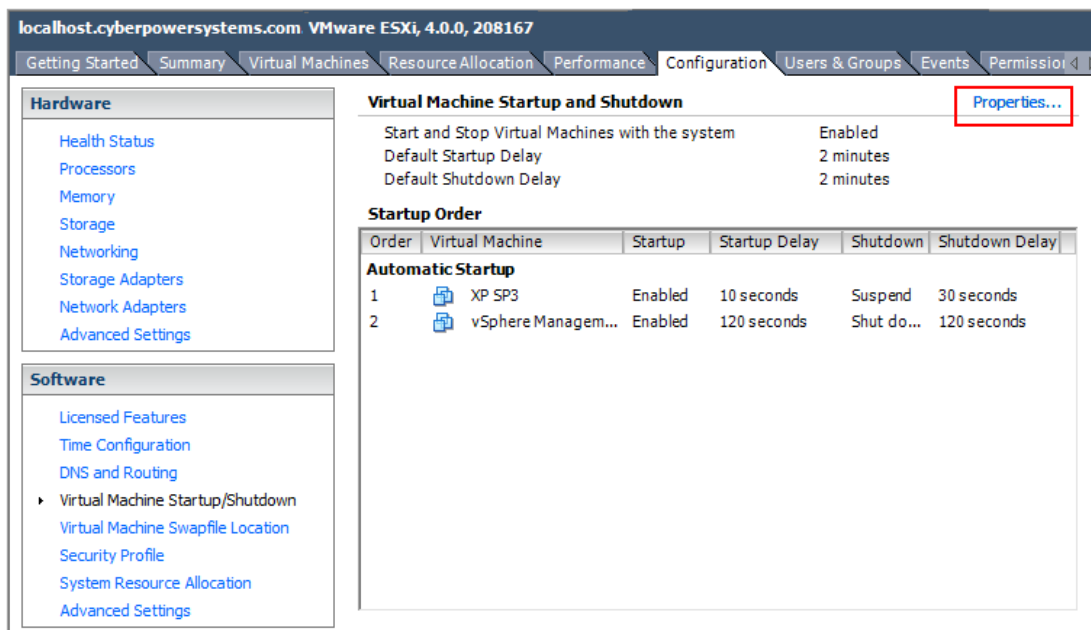 localhost.cyberpowersystems.com VMware ESXi, 4.0.0, 208167
Getting Started Summary Virtual Machines Resource Allocation Performance Configuration Users & Groups Events Permission
Hardware
Health Status
Processors
Memory
Storage
Networking
Storage Adapters
Network Adapters
Advanced Settings
Software
Licensed Features
Time Configuration
DNS and Routing
Virtual Machine Startup/Shutdown
Virtual Machine Swapfile Location
Security Profile
System Resource Allocation
Advanced Settings
Virtual Machine Startup and Shutdown Properties...
Start and Stop Virtual Machines with the system Enabled
Default Startup Delay 2 minutes
Default Shutdown Delay 2 minutes
Startup Order
Order Virtual Machine Startup Startup Delay Shutdown Shutdown Delay
Automatic Startup
1 XP SP3 Enabled 10 seconds Suspend 30 seconds
2 vSphere Managem... Enabled 120 seconds Shut do... 120 seconds